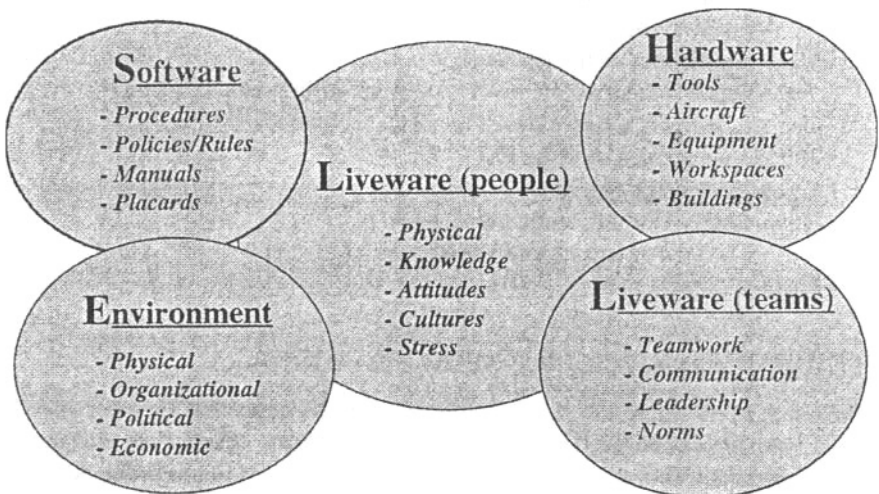 Software
- Procedures
- Policies/Rules
- Manuals
- Placards
Hardware
- Tools
- Aircraft
- Equipment
- Workspaces
- Buildings
Liveware (people)
- Physical
- Knowledge
- Attitudes
- Cultures
- Stress
Environment
- Physical
- Organizational
- Political
- Economic
Liveware (teams)
- Teamwork
- Communication
- Leadership
- Norms